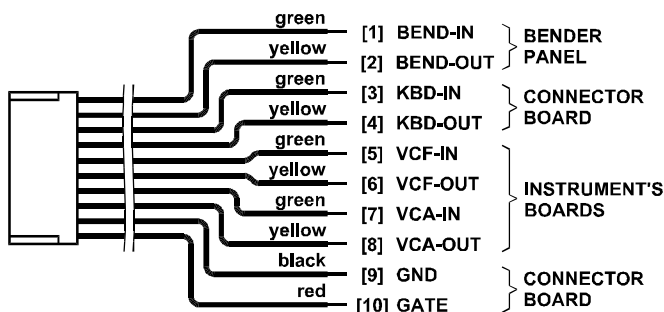 green [1] BEND-IN
yellow [2] BEND-OUT
BENDER
PANEL
green [3] KBD-IN
yellow [4] KBD-OUT
CONNECTOR
BOARD
green [5] VCF-IN
yellow [6] VCF-OUT
green [7] VCA-IN
yellow [8] VCA-OUT
INSTRUMENT'S
BOARDS
black [9] GND
red [10] GATE
CONNECTOR
BOARD